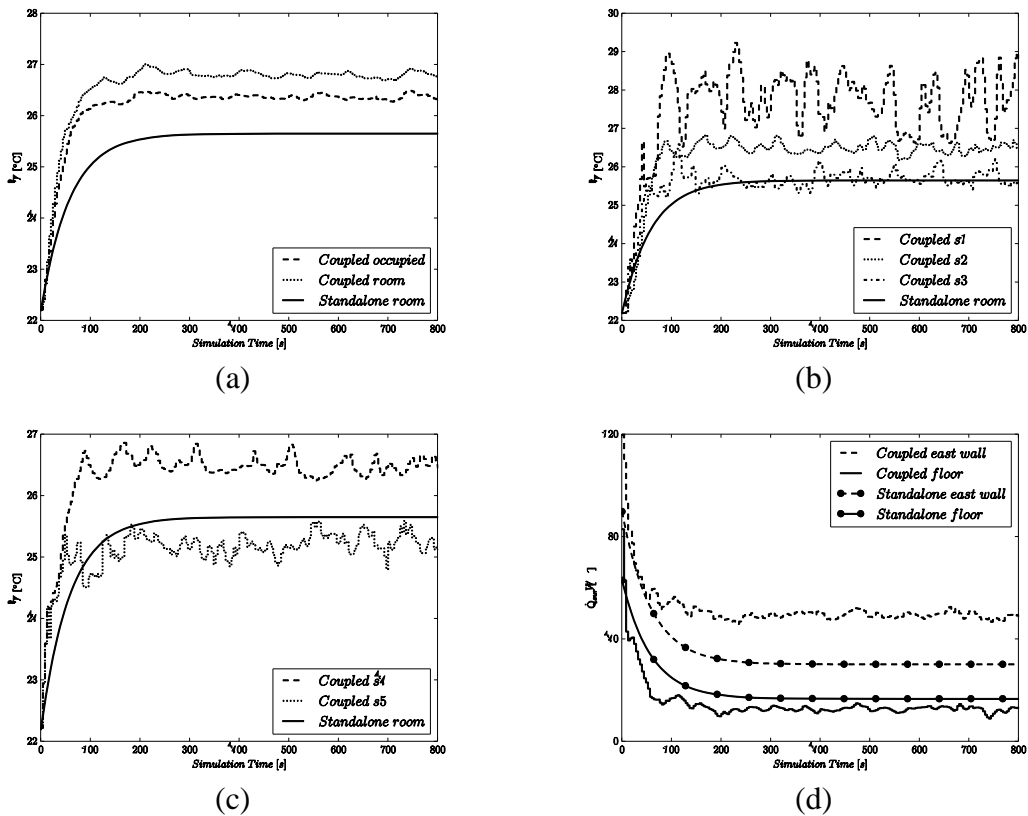 28
27
26
25
24
23
22
T [°C]
0 100 200 300 400 500 600 700 800
Simulation Time [s]
Coupled occupied
Coupled room
Standalone room
(a)
30
29
28
27
26
25
24
23
22
T [°C]
0 100 200 300 400 500 600 700 800
Simulation Time [s]
Coupled s1
Coupled s2
Coupled s3
Standalone room
(b)
27
26
25
24
23
22
T [°C]
0 100 200 300 400 500 600 700 800
Simulation Time [s]
Coupled s4
Coupled s5
Standalone room
(c)
120
80
40
0
0 100 200 300 400 500 600 700 800
Simulation Time [s]
Coupled east wall
Coupled floor
Standalone east wall
Standalone floor
(d)